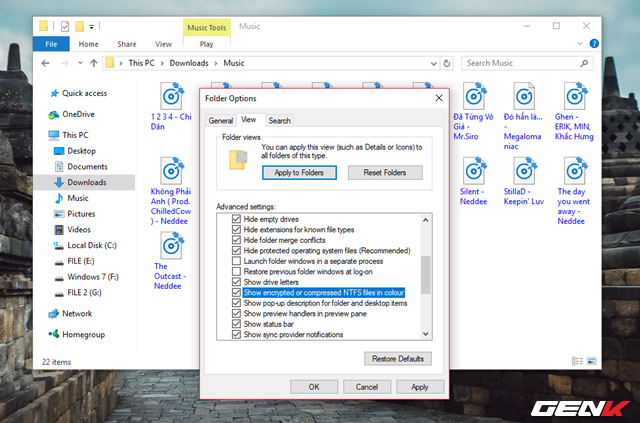 Music Tools
Music
File
Home
Share
View
Play
This PC
Downloads
Music
Search Music
Quick access
OneDrive
This PC
Desktop
Documents
Downloads
Music
Pictures
Videos
Local Disk (C:)
FILE (E:)
Windows 7 (F:)
FILE 2 (G:)
Network
Homegroup
22 items
1 2 3 4 - Chi
Dân
Đã Từng Vô
Giá -
Mr.Siro
Đó hẳn là... -
Megaloma
niac
Ghen -
ERIK, MIN,
Khắc Hưng
Không Phải
Anh ( Prod.
ChilledCow )
- Neddee
Silent -
Neddee
StillaD -
Keepin' Luv
The day you
went away -
Neddee
The
Outcast -
Neddee
Folder Options
General
View
Search
Folder views
You can apply this view (such as Details or Icons) to
all folders of this type.
Apply to Folders
Reset Folders
Advanced settings:
Hide empty drives
Hide extensions for known file types
Hide folder merge conflicts
Hide protected operating system files (Recommended)
Launch folder windows in a separate process
Restore previous folder windows at log-on
Show drive letters
Show encrypted or compressed NTFS files in colour
Show pop-up description for folder and desktop items
Show preview handlers in preview pane
Show status bar
Show sync provider notifications
Restore Defaults
OK
Cancel
Apply
GENK